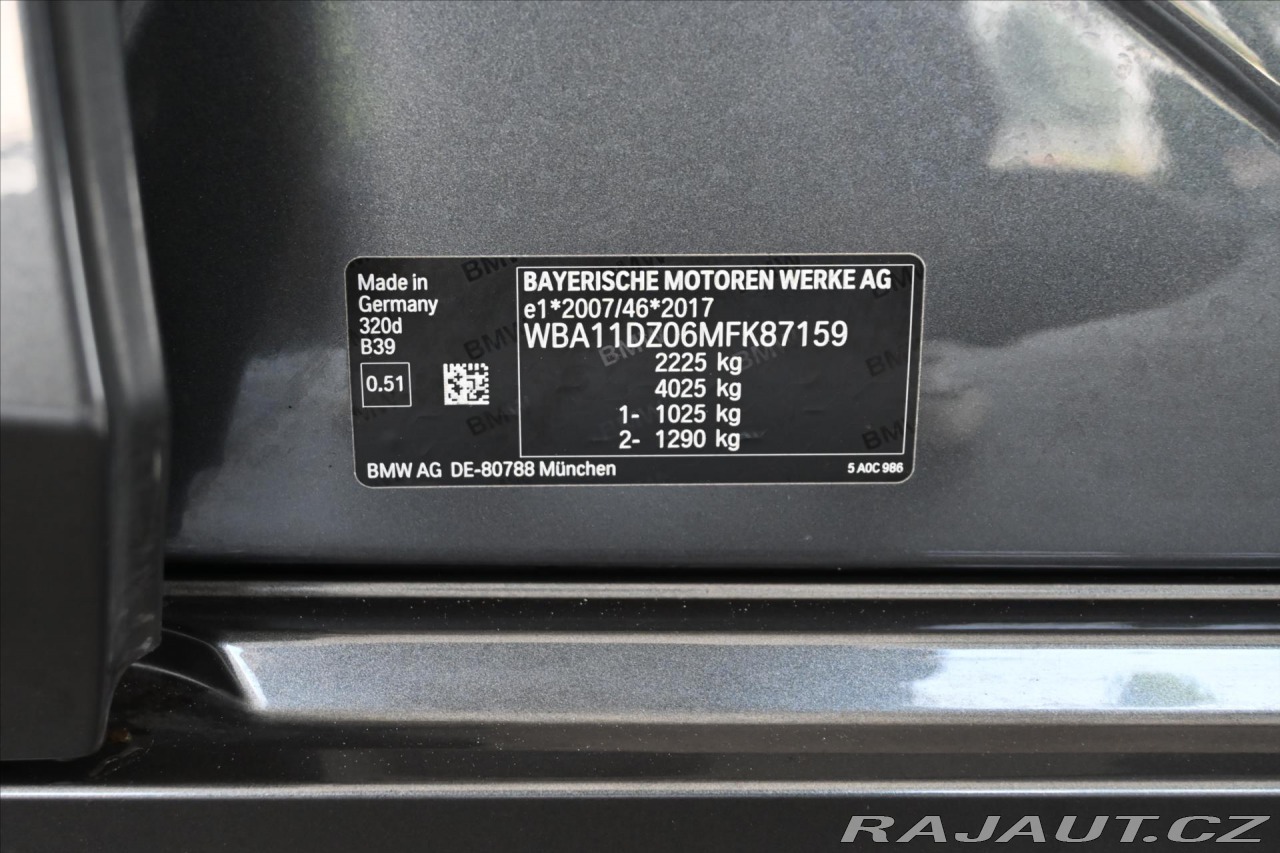 Made in
Germany
320d
B39
0.51
BAYERISCHE MOTOREN WERKE AG
e1*2007/46*2017
WBA11DZ06MFK87159
2225 kg
4025 kg
1- 1025 kg
2- 1290 kg
BMW AG DE-80788 München
5 A0C 986
RAJAUT.CZ